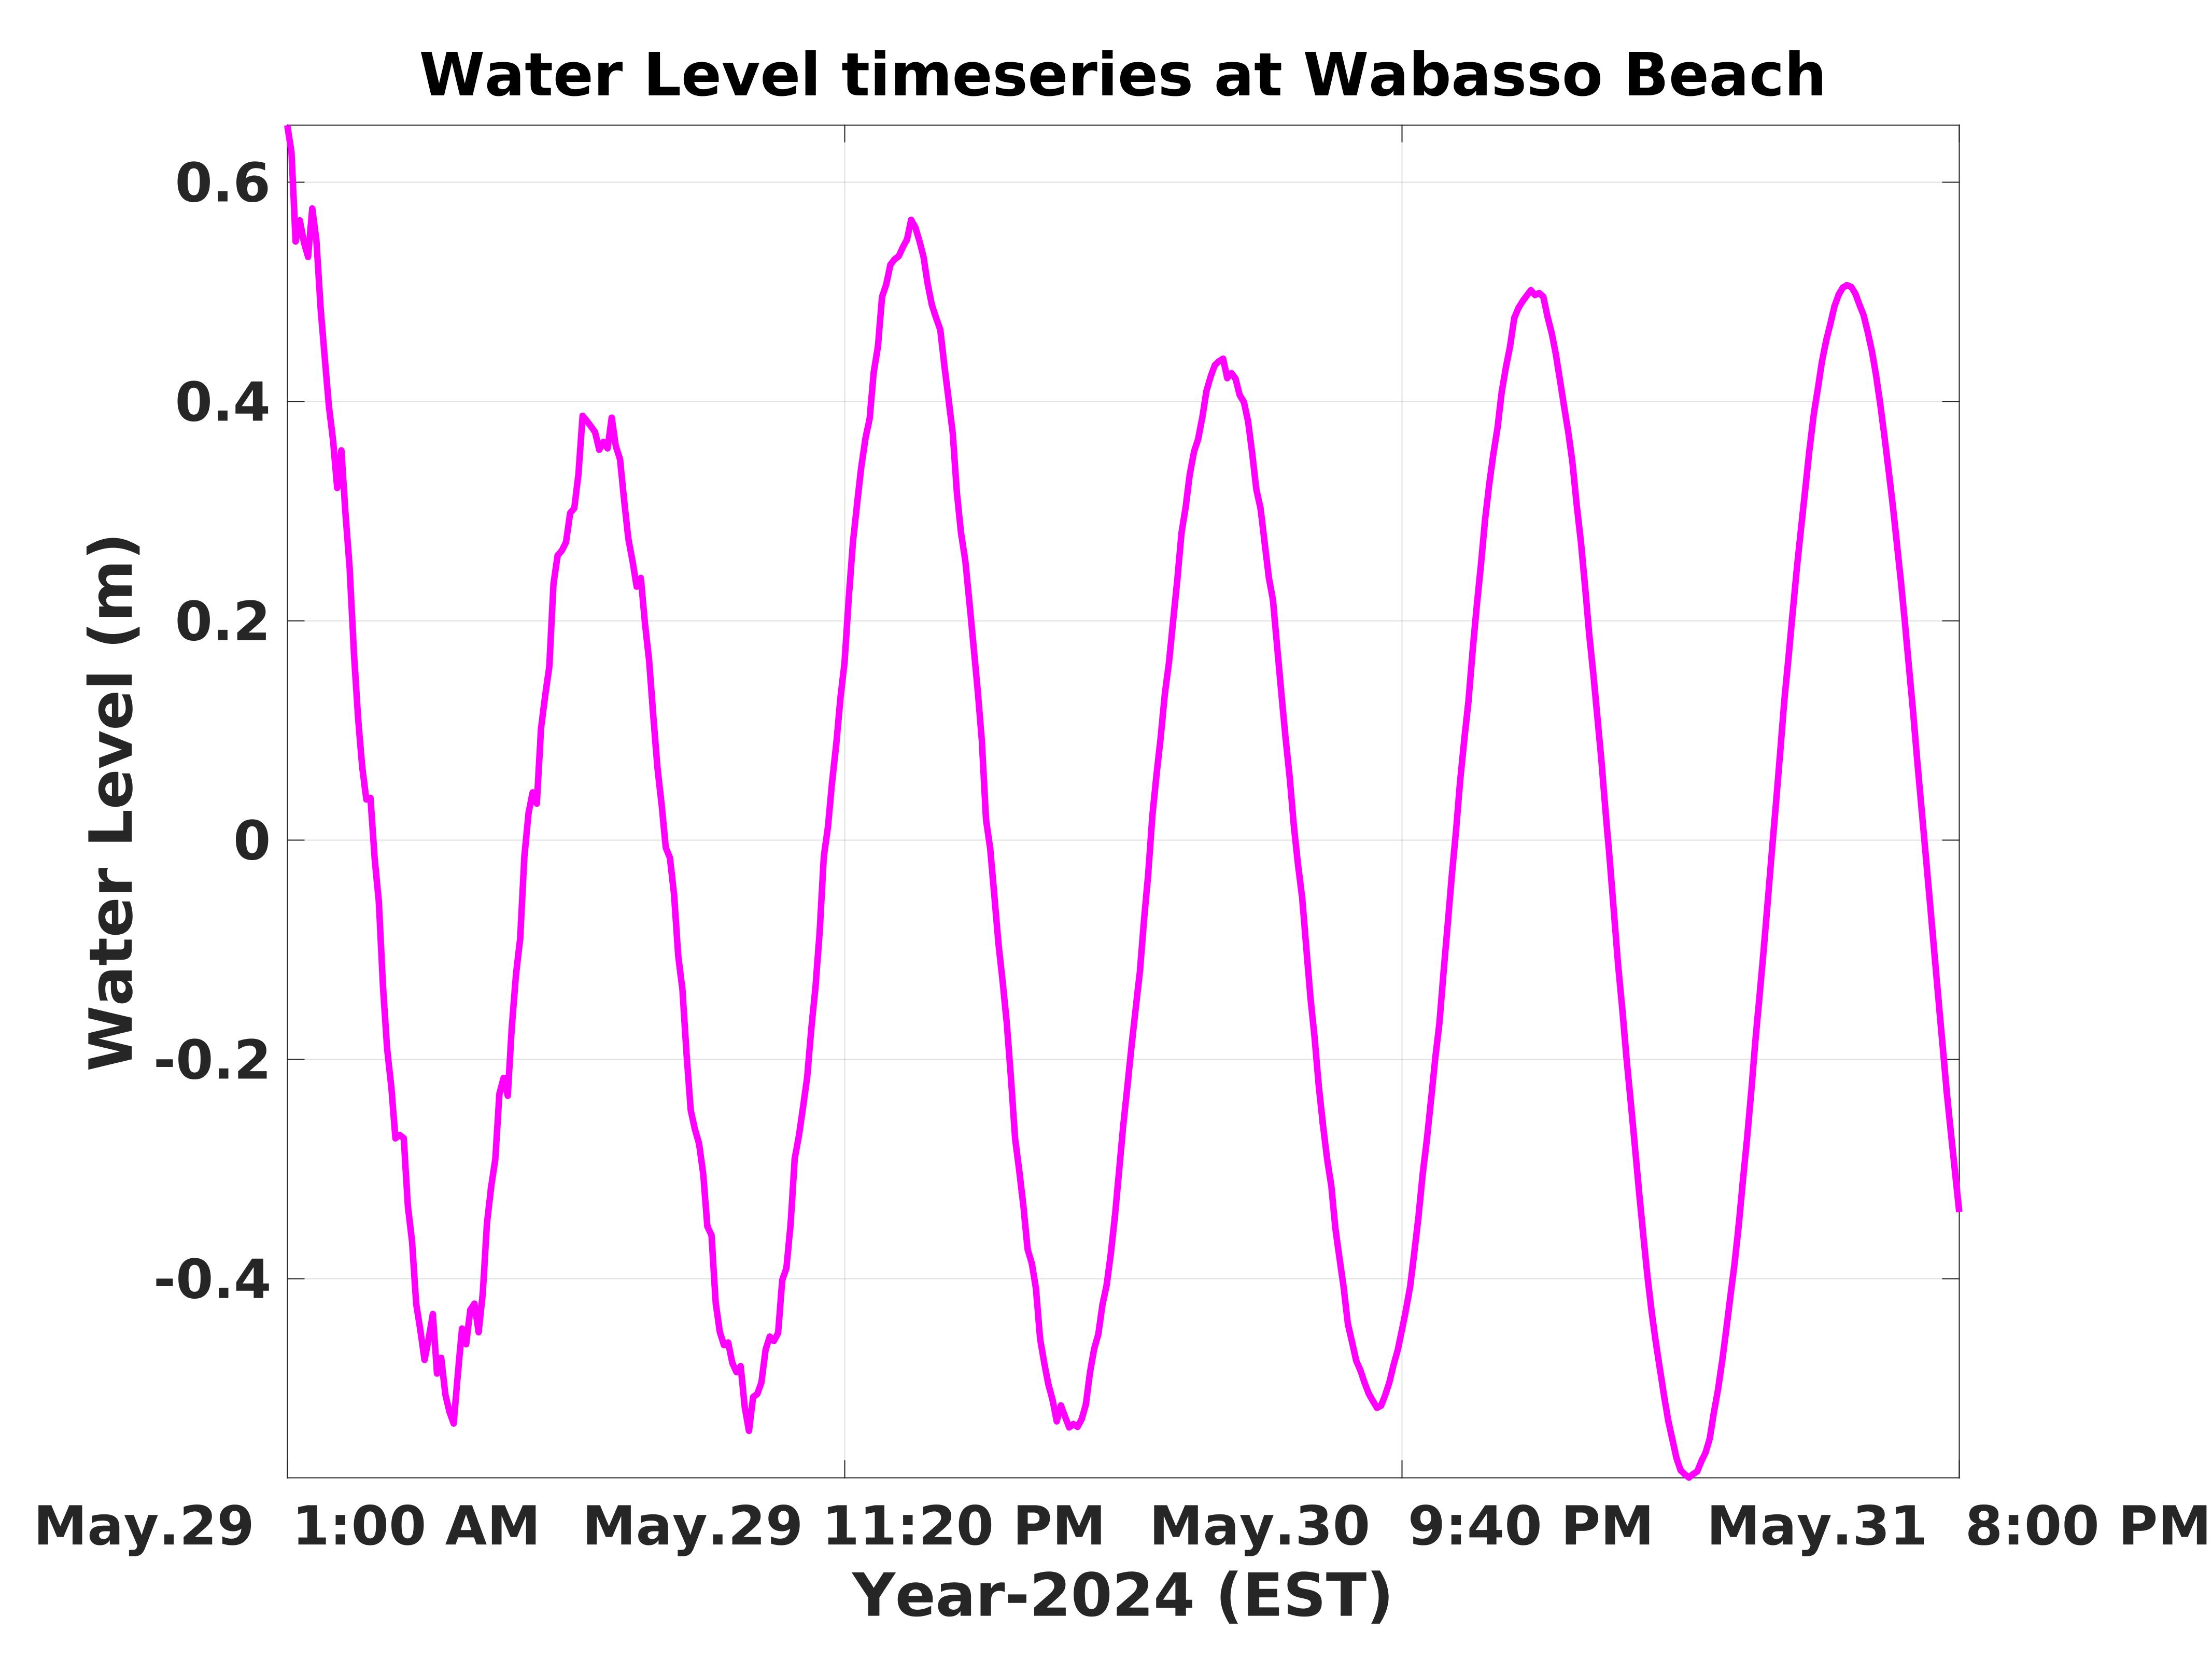 Water Level timeseries at Wabasso Beach
0.6
0.4
0.2
0
-0.2
-0.4
Water Level (m)
May.29 1:00 AM May.29 11:20 PM May.30 9:40 PM May.31 8:00 PM
Year-2024 (EST)